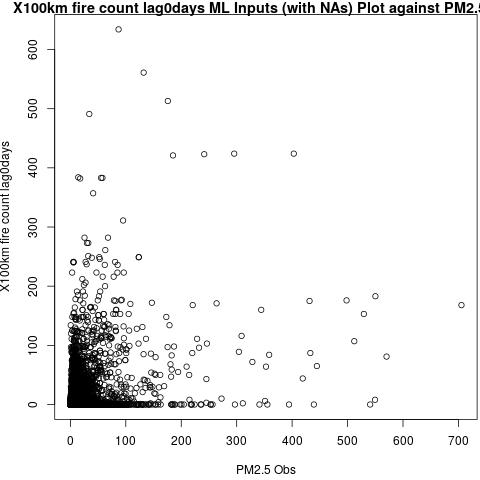 X100km fire count lag0days ML Inputs (with NAs) Plot against PM2.5
X100km fire count lag0days
600
500
400
300
200
100
0
0 100 200 300 400 500 600 700
PM2.5 Obs